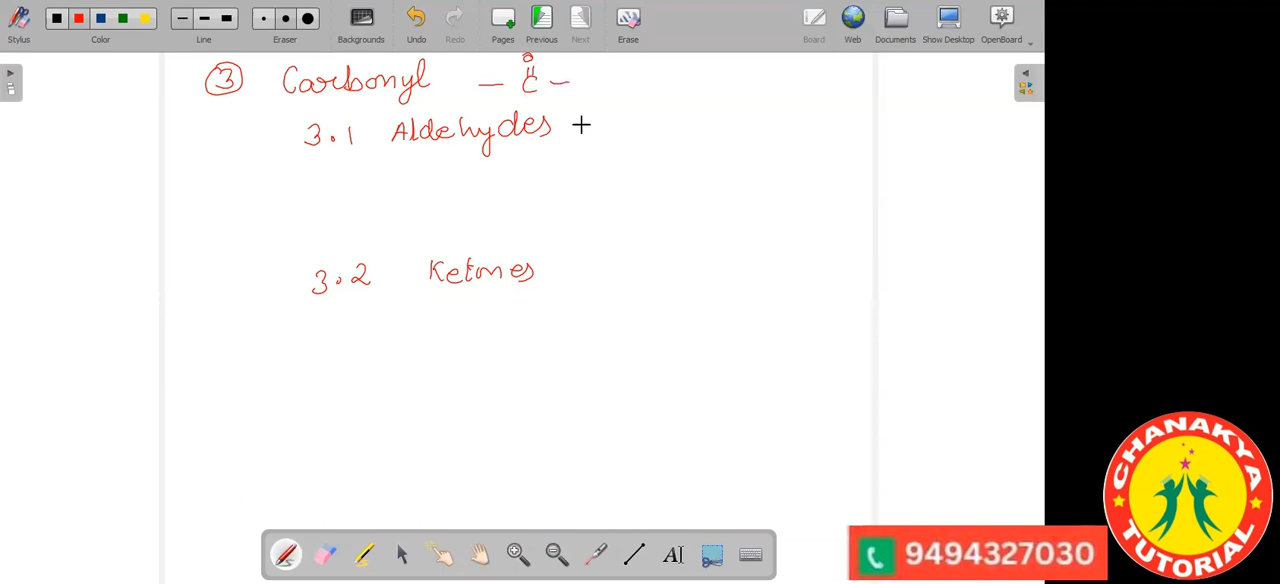 Stylus Color Line Eraser Backgrounds Undo Redo Pages Previous Next Erase Board Web Documents Show Desktop OpenBoard
O
||
③ Carbonyl — C —
3.1 Aldehydes
3.2 Ketones
AI
9494327030
CHANAKYA
TUTORIAL